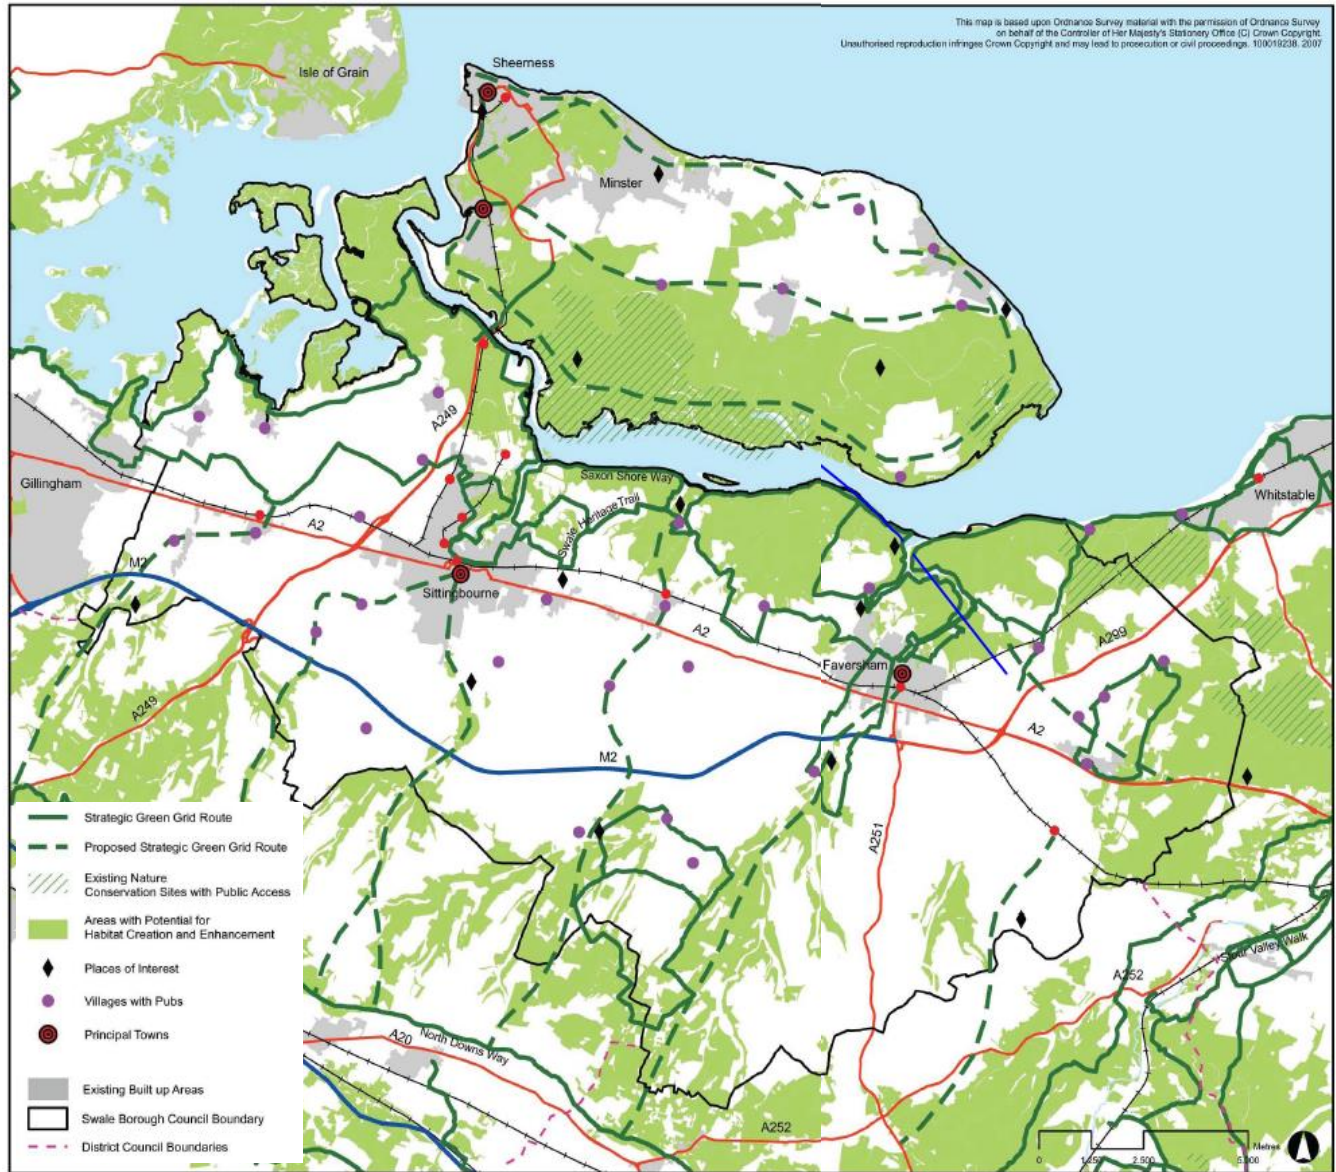 This map is based upon Ordnance Survey material with the permission of Ordnance Survey
on behalf of the Controller of Her Majesty's Stationery Office (C) Crown Copyright.
Unauthorised reproduction infringes Crown Copyright and may lead to prosecution or civil proceedings. 100019238. 2007
Sheerness
Isle of Grain
Minster
A249
Gillingham
Saxon Shore Way
Whitstable
Swale Heritage Trail
A2
M2
Sittingbourne
A2
A299
Faversham
A249
A2
M2
A251
Strategic Green Grid Route
Proposed Strategic Green Grid Route
Existing Nature
Conservation Sites with Public Access
Areas with Potential for
Habitat Creation and Enhancement
Places of Interest
Villages with Pubs
Principal Towns
Existing Built up Areas
Swale Borough Council Boundary
District Council Boundaries
Stour Valley Walk
A252
A20
North Downs Way
A252
Metres
0 1,250 2,500 5,000